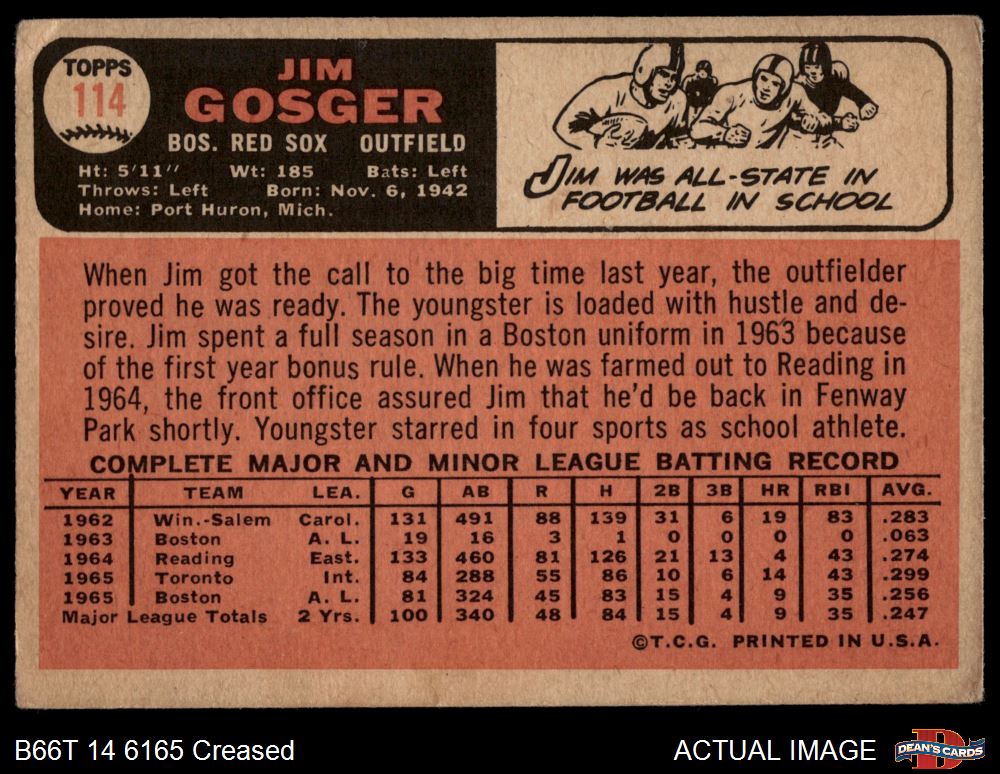 TOPPS
114
JIM
GOSGER
BOS. RED SOX OUTFIELD
Ht: 5'11" Wt: 185 Bats: Left
Throws: Left Born: Nov. 6, 1942
Home: Port Huron, Mich.
JIM WAS ALL-STATE IN
FOOTBALL IN SCHOOL
When Jim got the call to the big time last year, the outfielder
proved he was ready. The youngster is loaded with hustle and de-
sire. Jim spent a full season in a Boston uniform in 1963 because
of the first year bonus rule. When he was farmed out to Reading in
1964, the front office assured Jim that he'd be back in Fenway
Park shortly. Youngster starred in four sports as school athlete.
COMPLETE MAJOR AND MINOR LEAGUE BATTING RECORD
YEAR TEAM LEA. G AB R H 2B 3B HR RBI AVG.
1962 Win.-Salem Carol. 131 491 88 139 31 6 19 83 .283
1963 Boston A. L. 19 16 3 1 0 0 0 0 .063
1964 Reading East. 133 460 81 126 21 13 4 43 .274
1965 Toronto Int. 84 288 55 86 10 6 14 43 .299
1965 Boston A. L. 81 324 45 83 15 4 9 35 .256
Major League Totals 2 Yrs. 100 340 48 84 15 4 9 35 .247
©T.C.G. PRINTED IN U.S.A.
B66T 14 6165 Creased
ACTUAL IMAGE
DEAN'S CARDS